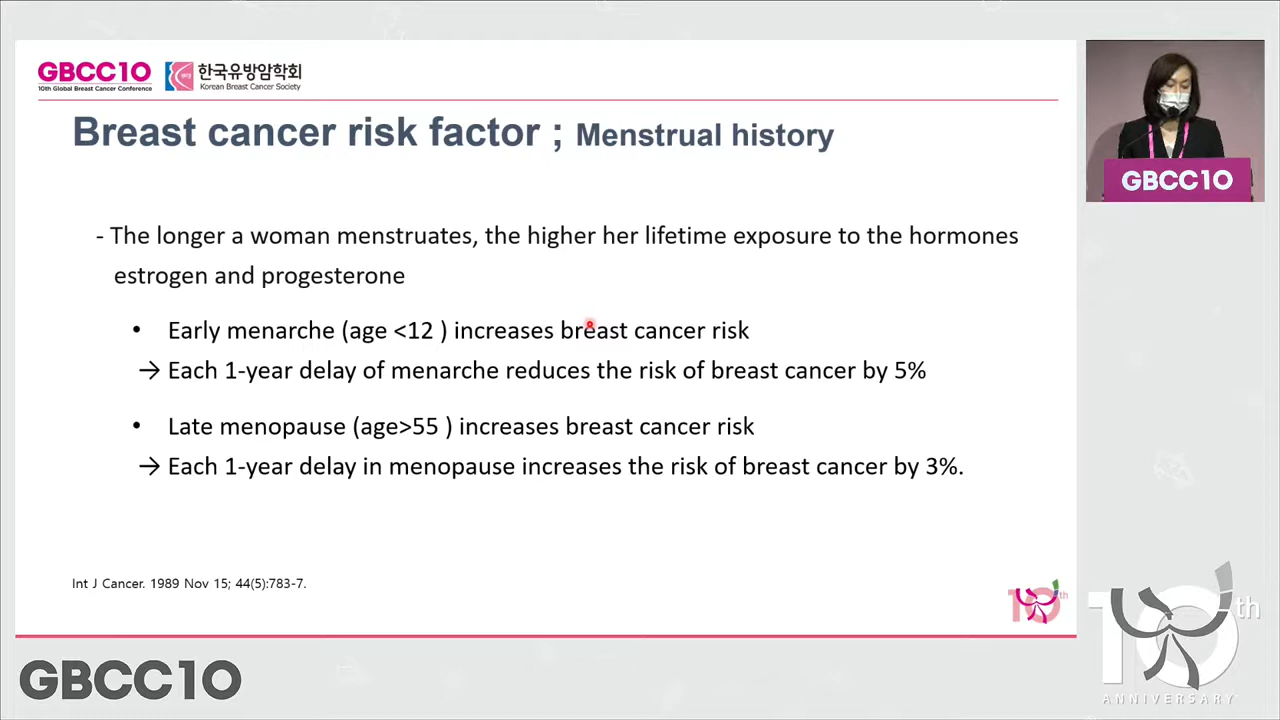 GBCC10
10th Global Breast Cancer Conference
한국유방암학회
Korean Breast Cancer Society
Breast cancer risk factor ; Menstrual history
- The longer a woman menstruates, the higher her lifetime exposure to the hormones
estrogen and progesterone
• Early menarche (age <12 ) increases breast cancer risk
→ Each 1-year delay of menarche reduces the risk of breast cancer by 5%
• Late menopause (age>55 ) increases breast cancer risk
→ Each 1-year delay in menopause increases the risk of breast cancer by 3%.
Int J Cancer. 1989 Nov 15; 44(5):783-7.
10th
GBCC10
GBCC10
10th
ANNIVERSARY